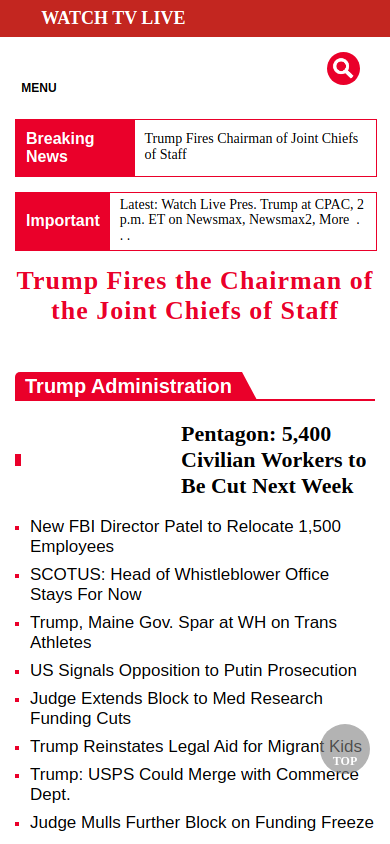 WATCH TV LIVE
MENU
Breaking
News
Trump Fires Chairman of Joint Chiefs
of Staff
Important
Latest: Watch Live Pres. Trump at CPAC, 2
p.m. ET on Newsmax, Newsmax2, More .
. .
Trump Fires the Chairman of
the Joint Chiefs of Staff
Trump Administration
Pentagon: 5,400
Civilian Workers to
Be Cut Next Week
New FBI Director Patel to Relocate 1,500
Employees
SCOTUS: Head of Whistleblower Office
Stays For Now
Trump, Maine Gov. Spar at WH on Trans
Athletes
US Signals Opposition to Putin Prosecution
Judge Extends Block to Med Research
Funding Cuts
Trump Reinstates Legal Aid for Migrant Kids
TOP
Trump: USPS Could Merge with Commerce
Dept.
Judge Mulls Further Block on Funding Freeze